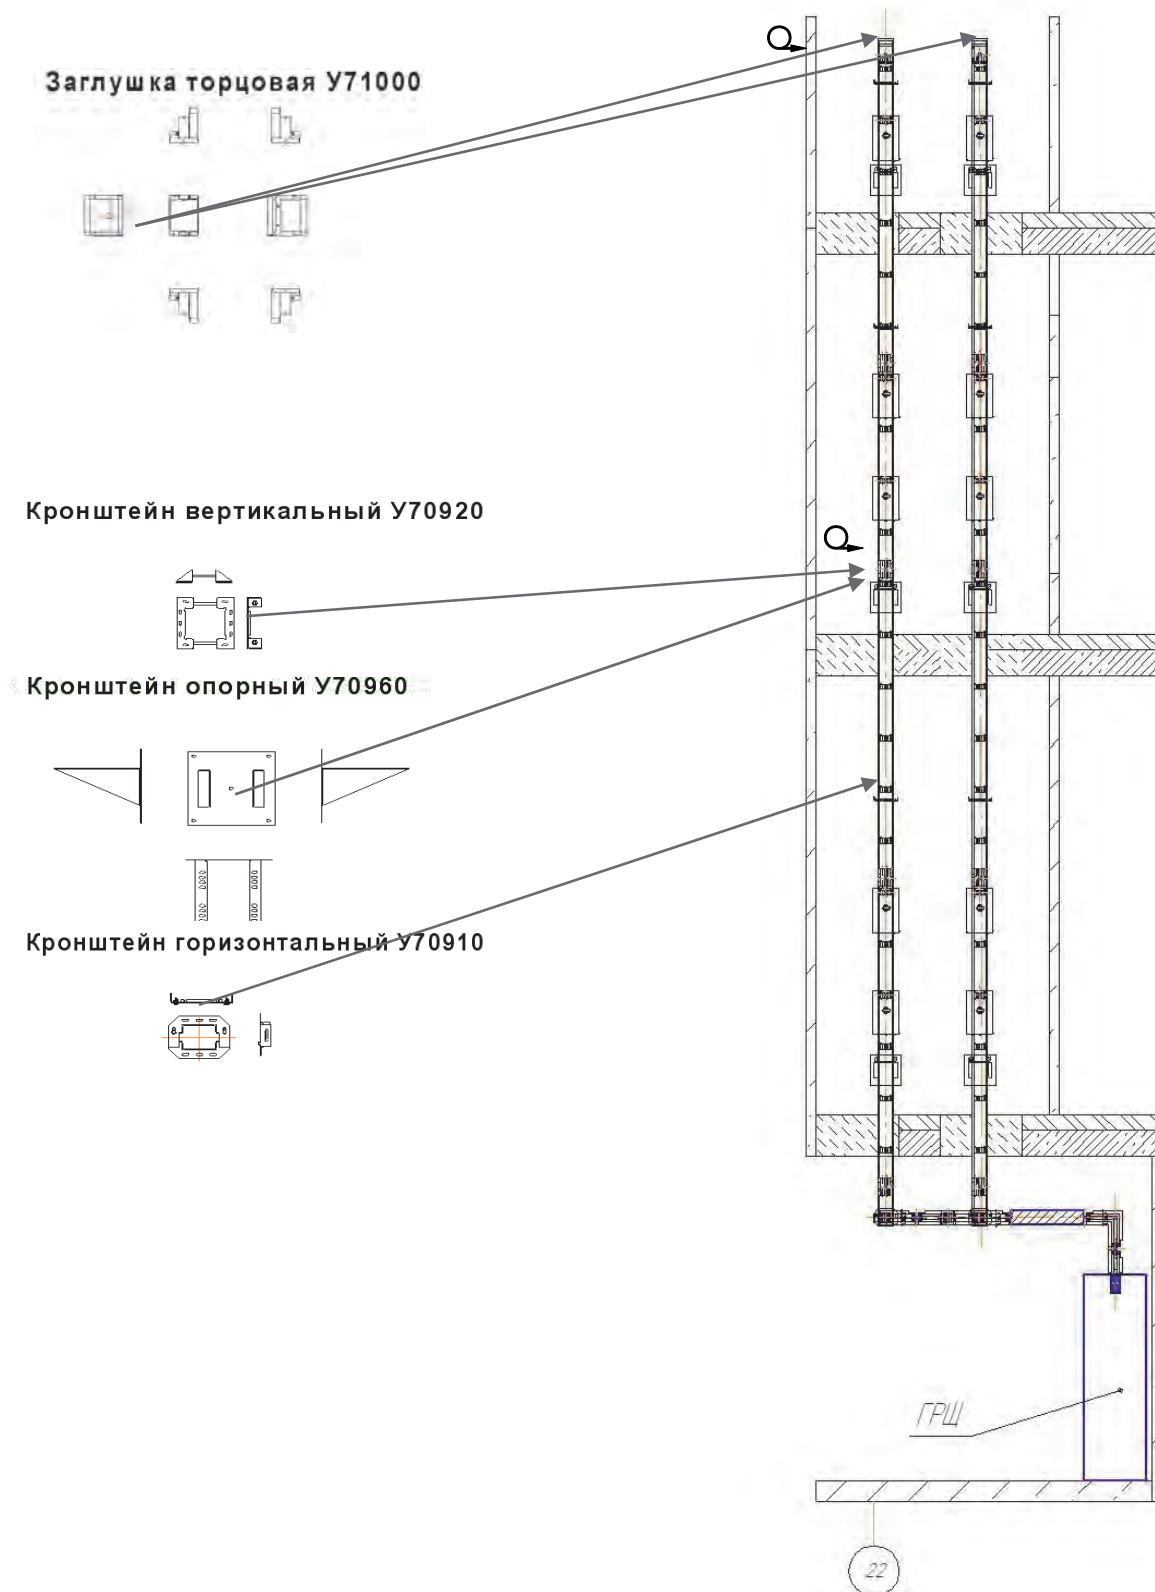 Заглушка торцовая У71000
Кронштейн вертикальный У70920
Кронштейн опорный У70960
Кронштейн горизонтальный У70910
ГРЩ
22